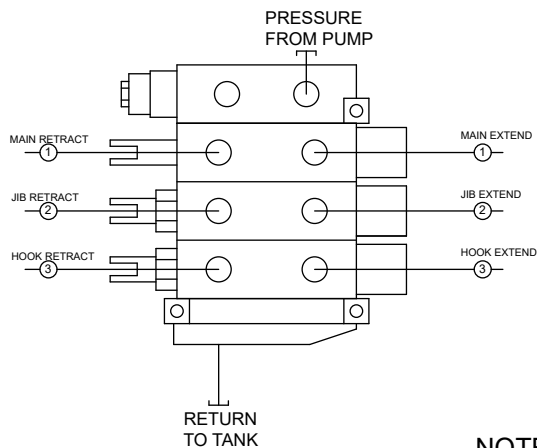 PRESSURE
FROM PUMP
MAIN RETRACT
1
MAIN EXTEND
1
JIB RETRACT
2
JIB EXTEND
2
HOOK RETRACT
3
HOOK EXTEND
3
RETURN
TO TANK
NOTE